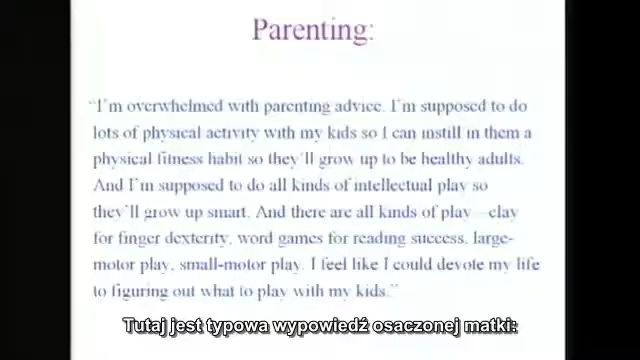 Parenting:
“I'm overwhelmed with parenting advice. I'm supposed to do
lots of physical activity with my kids so I can instill in them a
physical fitness habit so they'll grow up to be healthy adults.
And I'm supposed to do all kinds of intellectual play so
they'll grow up smart. And there are all kinds of play—clay
for finger dexterity, word games for reading success, large-
motor play, small-motor play. I feel like I could devote my life
to figuring out what to play with my kids.”
Tutaj jest typowa wypowiedź osaczonej matki: